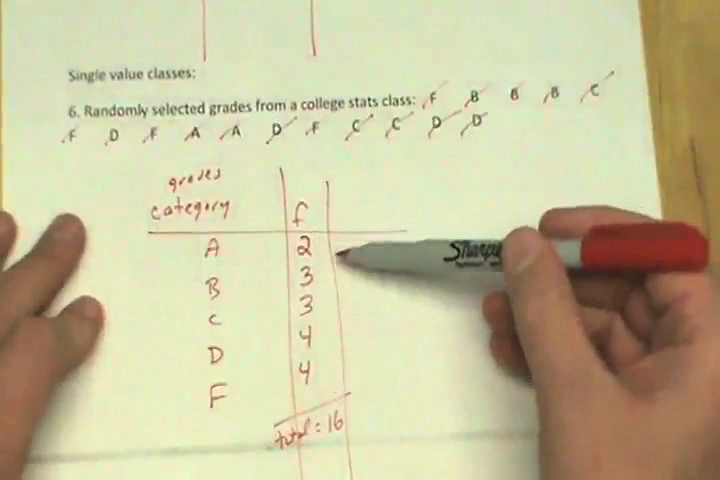 Single value classes:
6. Randomly selected grades from a college stats class: F B B B C
F D F A A D F C C D D
grades
category f
A 2
B 3
C 3
D 4
F 4
total = 16
Sharpie